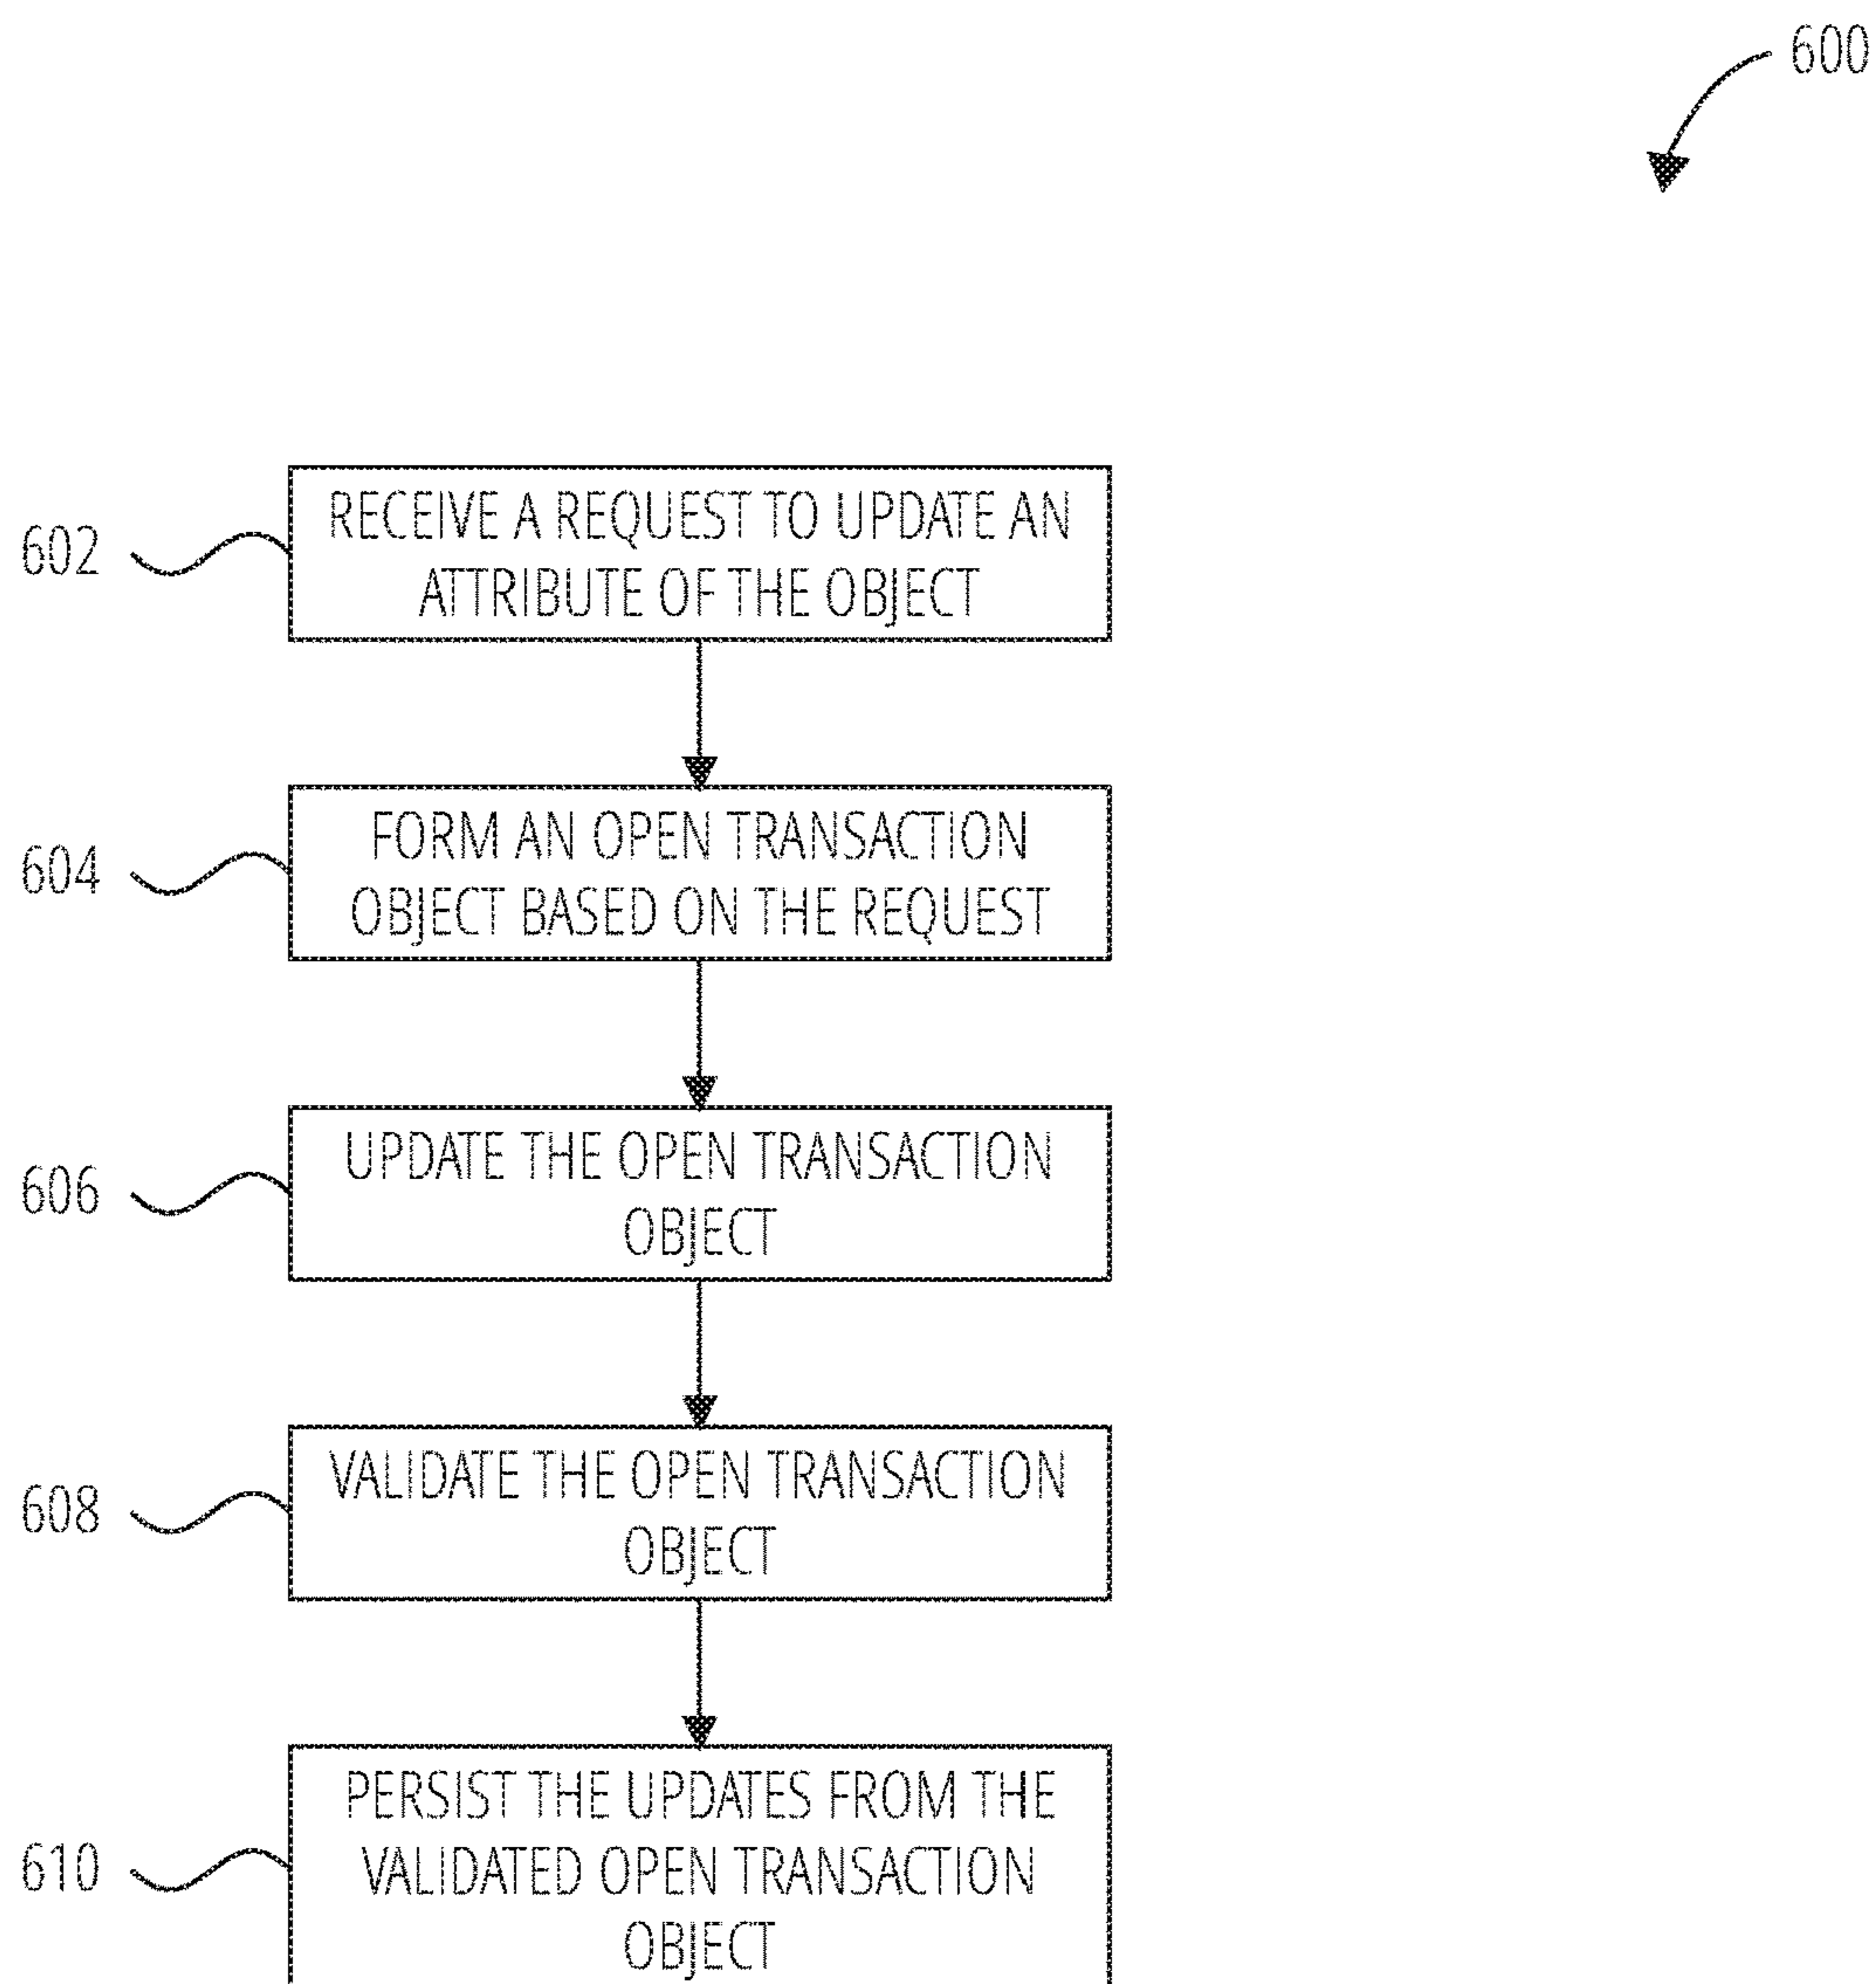 600
602
RECEIVE A REQUEST TO UPDATE AN
ATTRIBUTE OF THE OBJECT
604
FORM AN OPEN TRANSACTION
OBJECT BASED ON THE REQUEST
606
UPDATE THE OPEN TRANSACTION
OBJECT
608
VALIDATE THE OPEN TRANSACTION
OBJECT
610
PERSIST THE UPDATES FROM THE
VALIDATED OPEN TRANSACTION
OBJECT